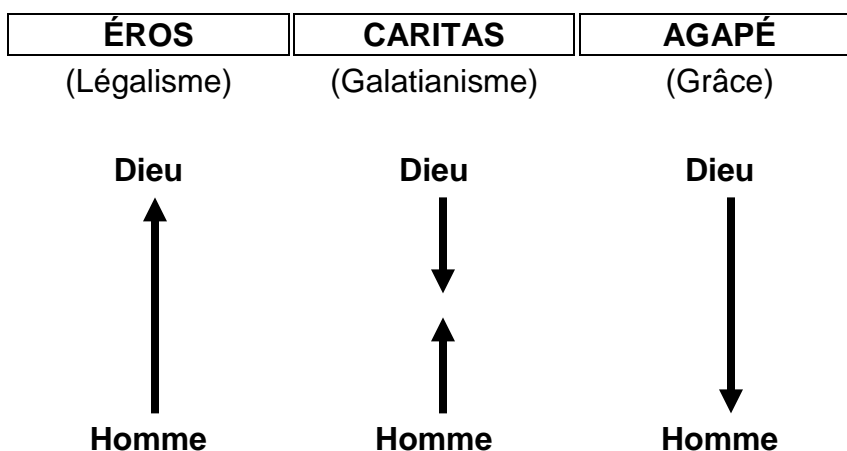 ÉROS CARITAS AGAPÉ
(Légalisme) (Galatianisme) (Grâce)
Dieu Dieu Dieu
Homme Homme Homme